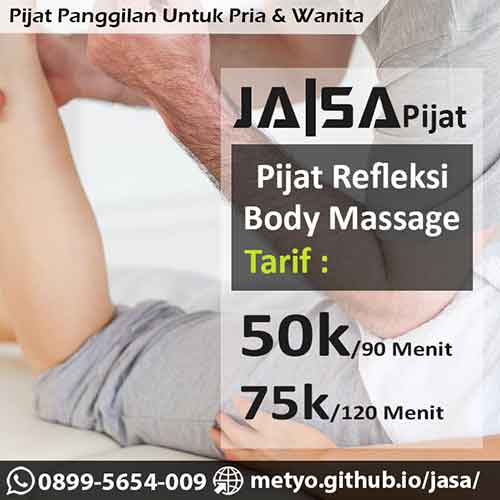 Pijat Panggilan Untuk Pria & Wanita
JA|SA Pijat
Pijat Refleksi
Body Massage
Tarif :
50k/90 Menit
75k/120 Menit
0899-5654-009 metyo.github.io/jasa/